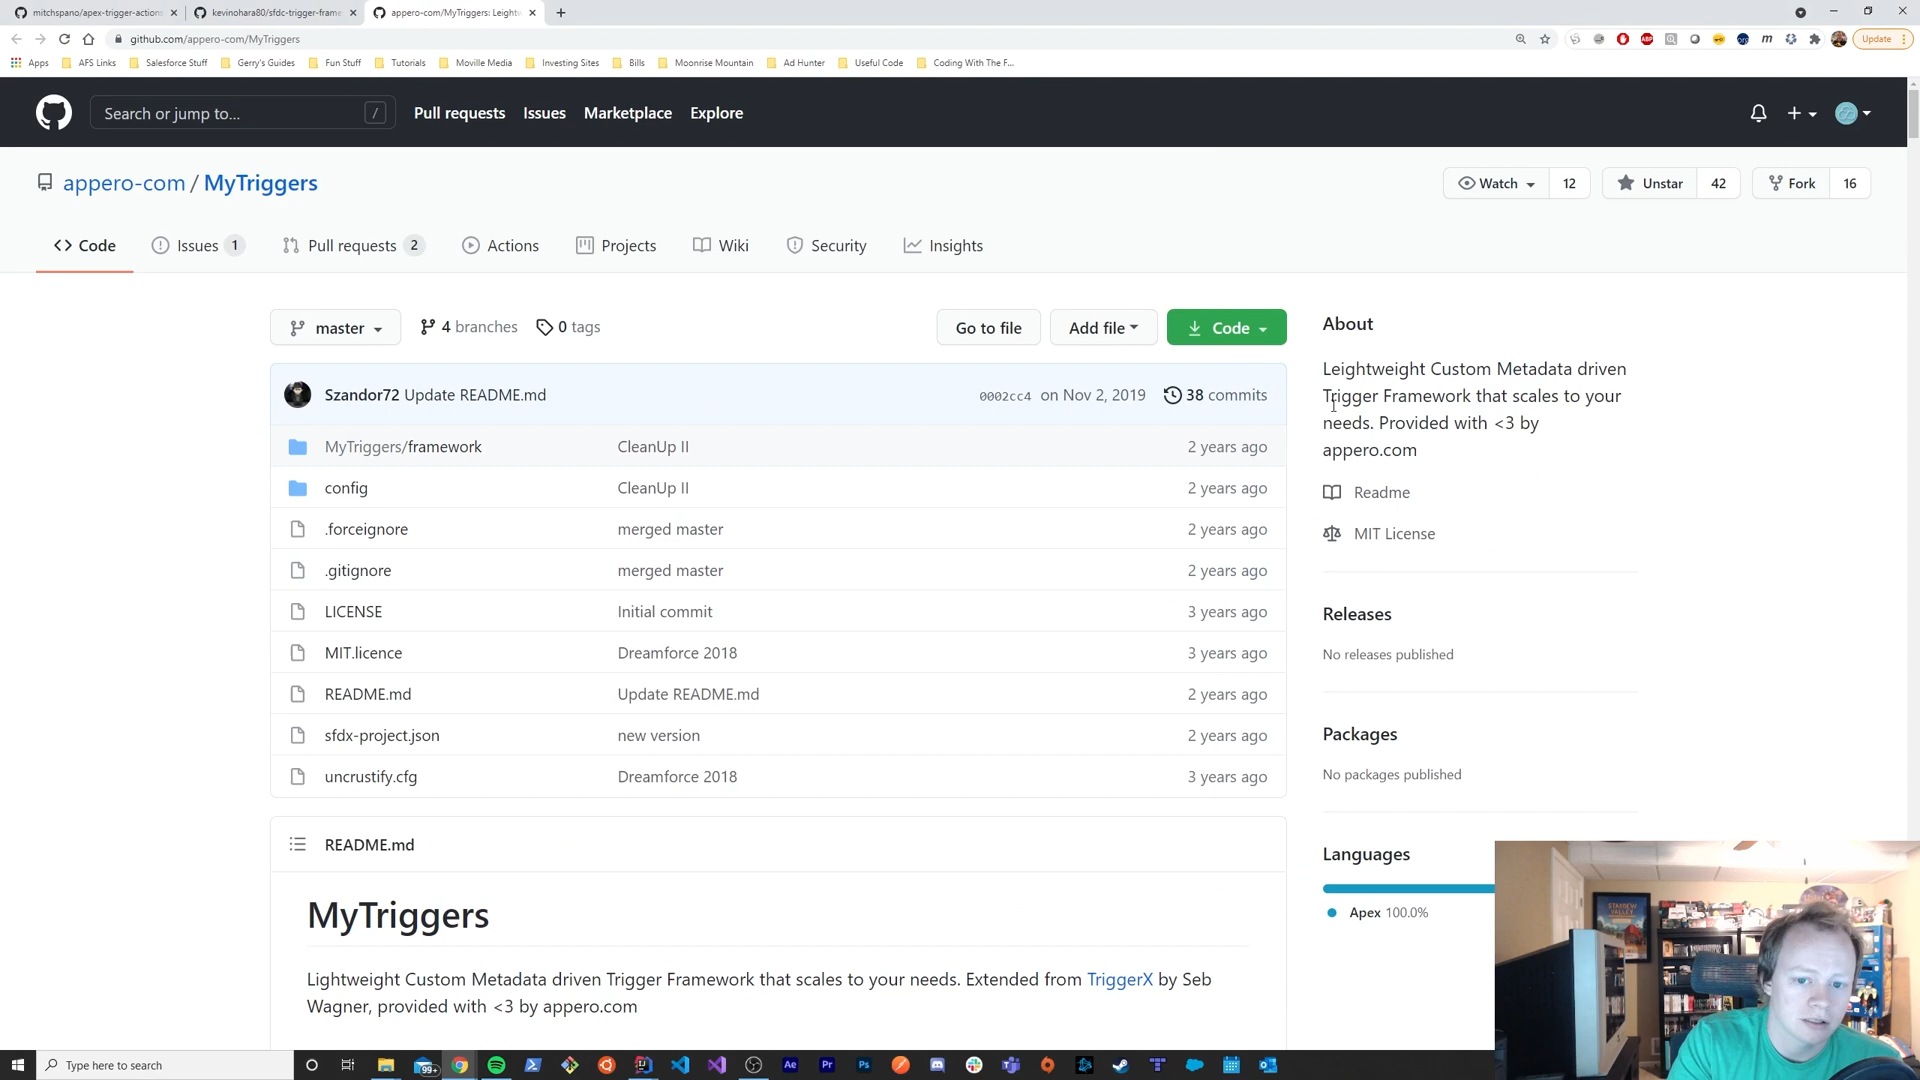 mitchspano/apex-trigger-actions
kevinohara80/sfdc-trigger-frame
appero-com/MyTriggers: Leightw
github.com/appero-com/MyTriggers
Update
Apps
AFS Links
Salesforce Stuff
Gerry's Guides
Fun Stuff
Tutorials
Moville Media
Investing Sites
Bills
Moonrise Mountain
Ad Hunter
Useful Code
Coding With The F...
Search or jump to...
/
Pull requests
Issues
Marketplace
Explore
appero-com / MyTriggers
Watch
12
Unstar
42
Fork
16
Code
Issues 1
Pull requests 2
Actions
Projects
Wiki
Security
Insights
master
4 branches
0 tags
Go to file
Add file
Code
Szandor72 Update README.md
0002cc4 on Nov 2, 2019
38 commits
MyTriggers/framework
CleanUp II
2 years ago
config
CleanUp II
2 years ago
.forceignore
merged master
2 years ago
.gitignore
merged master
2 years ago
LICENSE
Initial commit
3 years ago
MIT.licence
Dreamforce 2018
3 years ago
README.md
Update README.md
2 years ago
sfdx-project.json
new version
2 years ago
uncrustify.cfg
Dreamforce 2018
3 years ago
README.md
MyTriggers
Lightweight Custom Metadata driven Trigger Framework that scales to your needs. Extended from TriggerX by Seb
Wagner, provided with <3 by appero.com
About
Leightweight Custom Metadata driven
Trigger Framework that scales to your
needs. Provided with <3 by
appero.com
Readme
MIT License
Releases
No releases published
Packages
No packages published
Languages
Apex 100.0%
STARDEW
VALLEY
Type here to search
99+
Ae
Pr
Ps